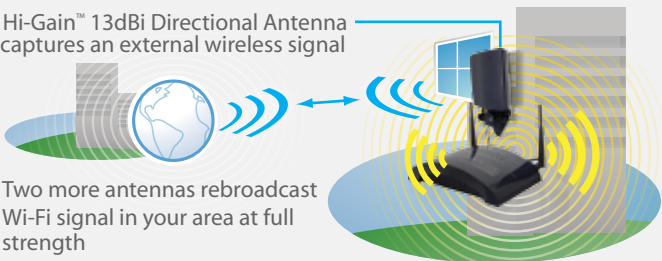 Hi-Gain™ 13dBi Directional Antenna
captures an external wireless signal
Two more antennas rebroadcast
Wi-Fi signal in your area at full
strength